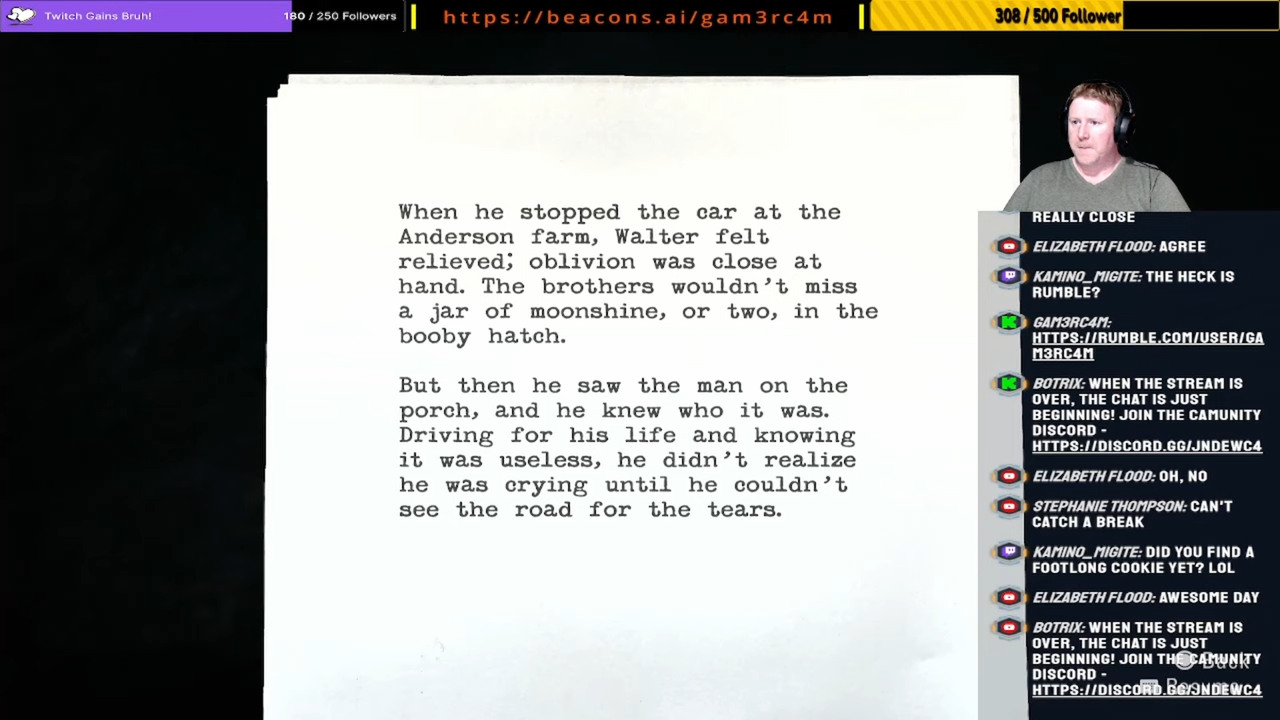 Twitch Gains Bruh!
180 / 250 Followers
https://beacons.ai/gam3rc4m
308 / 500 Follower
When he stopped the car at the
Anderson farm, Walter felt
relieved; oblivion was close at
hand. The brothers wouldn't miss
a jar of moonshine, or two, in the
booby hatch.
But then he saw the man on the
porch, and he knew who it was.
Driving for his life and knowing
it was useless, he didn't realize
he was crying until he couldn't
see the road for the tears.
REALLY CLOSE
ELIZABETH FLOOD: AGREE
KAMINO_MIGITE: THE HECK IS
RUMBLE?
GAM3RC4M:
HTTPS://RUMBLE.COM/USER/GA
M3RC4M
BOTRIX: WHEN THE STREAM IS
OVER, THE CHAT IS JUST
BEGINNING! JOIN THE CAMUNITY
DISCORD -
HTTPS://DISCORD.GG/JNDEWC4
ELIZABETH FLOOD: OH, NO
STEPHANIE THOMPSON: CAN'T
CATCH A BREAK
KAMINO_MIGITE: DID YOU FIND A
FOOTLONG COOKIE YET? LOL
ELIZABETH FLOOD: AWESOME DAY
BOTRIX: WHEN THE STREAM IS
OVER, THE CHAT IS JUST
BEGINNING! JOIN THE CAMUNITY
Back
DISCORD -
Resume
HTTPS://DISCORD.GG/JNDEWC4